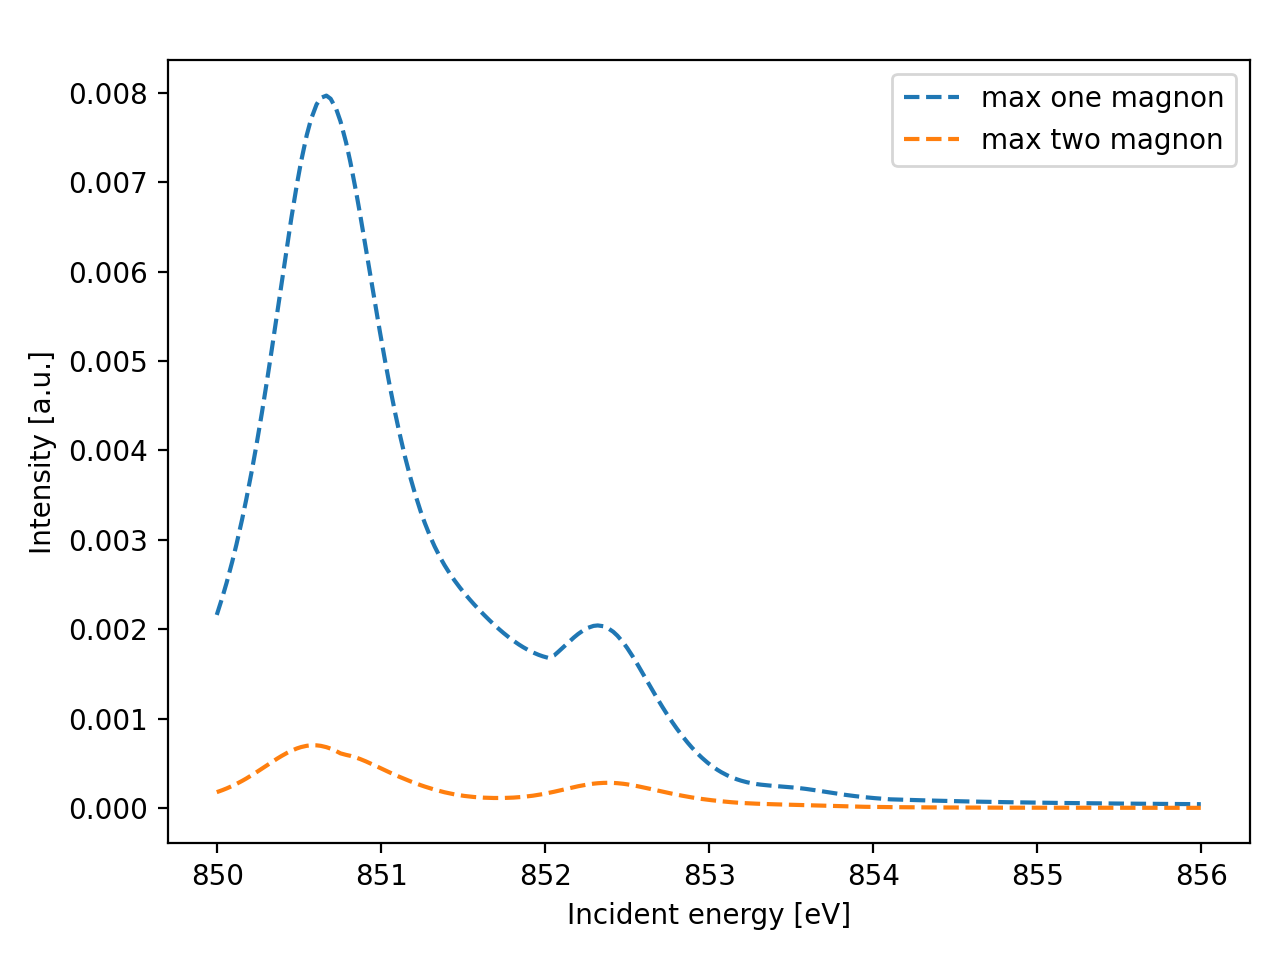 max one magnon
max two magnon
0.008
0.007
0.006
0.005
0.004
0.003
0.002
0.001
0.000
Intensity [a.u.]
850 851 852 853 854 855 856
Incident energy [eV]